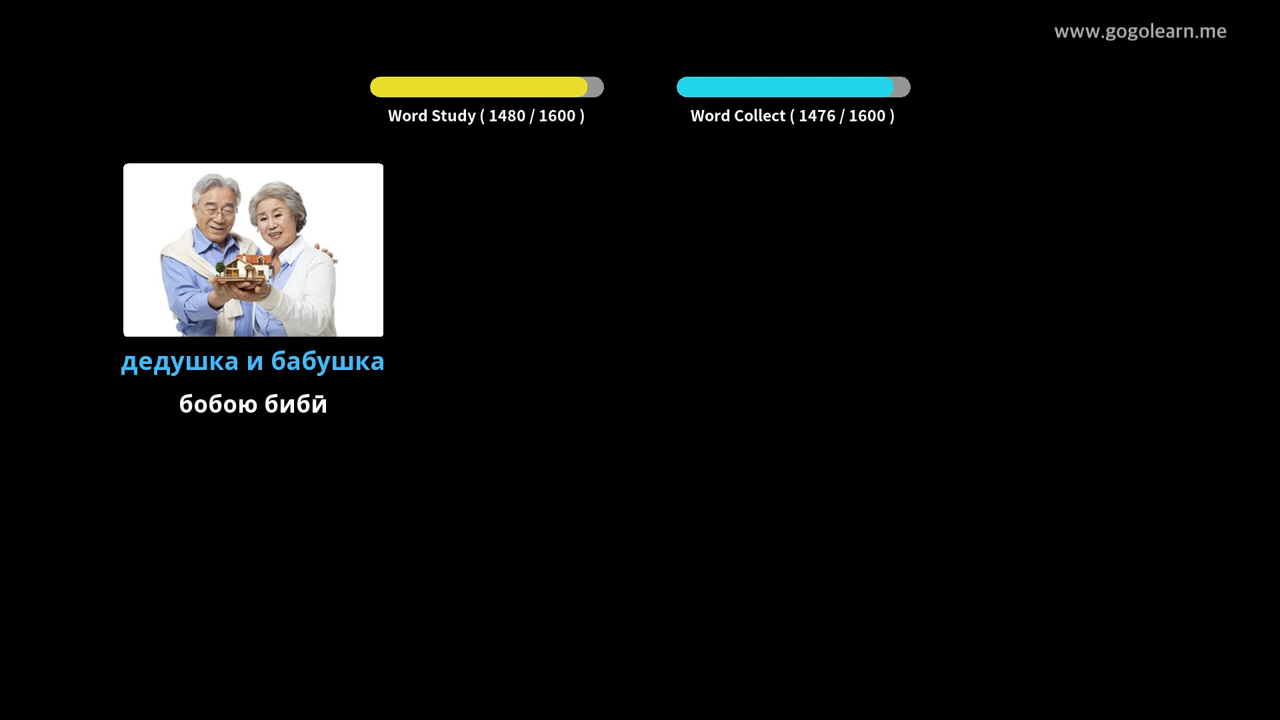 www.gogolearn.me
Word Study ( 1480 / 1600 )
Word Collect ( 1476 / 1600 )
дедушка и бабушка
бобою бибӣ